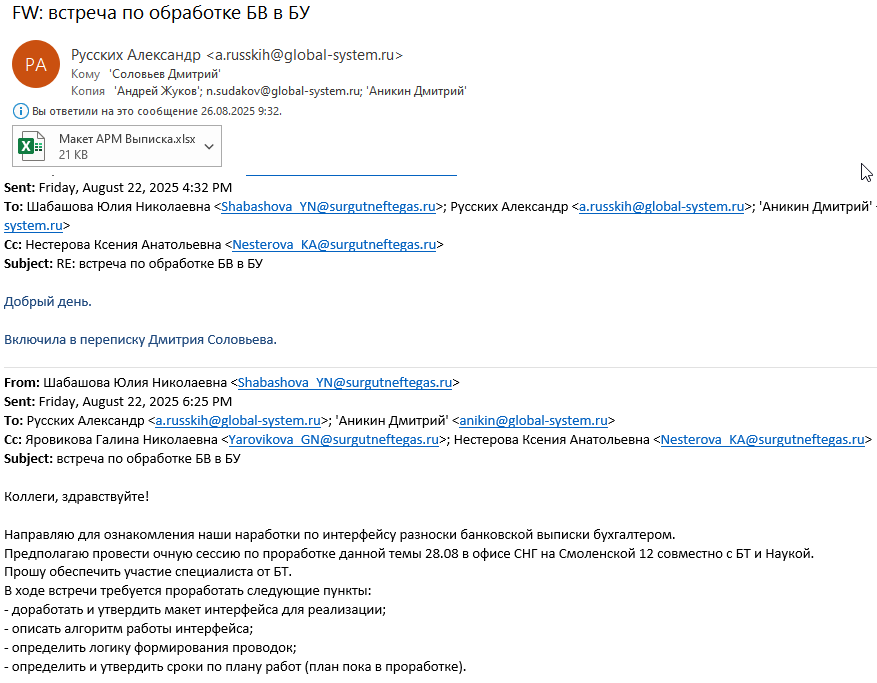 FW: встреча по обработке БВ в БУ
РА
Русских Александр <a.russkih@global-system.ru>
Кому 'Соловьев Дмитрий'
Копия 'Андрей Жуков'; n.sudakov@global-system.ru; 'Аникин Дмитрий'
Вы ответили на это сообщение 26.08.2025 9:32.
Макет АРМ Выписка.xlsx
21 КВ
Sent: Friday, August 22, 2025 4:32 PM
To: Шабашова Юлия Николаевна <Shabashova_YN@surgutneftegas.ru>; Русских Александр <a.russkih@global-system.ru>; 'Аникин Дмитрий'
system.ru>
Cc: Нестерова Ксения Анатольевна <Nesterova_KA@surgutneftegas.ru>
Subject: RE: встреча по обработке БВ в БУ
Добрый день.
Включила в переписку Дмитрия Соловьева.
From: Шабашова Юлия Николаевна <Shabashova_YN@surgutneftegas.ru>
Sent: Friday, August 22, 2025 6:25 PM
To: Русских Александр <a.russkih@global-system.ru>; 'Аникин Дмитрий' <anikin@global-system.ru>
Cc: Яровикова Галина Николаевна <Yarovikova_GN@surgutneftegas.ru>; Нестерова Ксения Анатольевна <Nesterova_KA@surgutneftegas.ru>
Subject: встреча по обработке БВ в БУ
Коллеги, здравствуйте!
Направляю для ознакомления наши наработки по интерфейсу разноски банковской выписки бухгалтером.
Предполагаю провести очную сессию по проработке данной темы 28.08 в офисе СНГ на Смоленской 12 совместно с БТ и Наукой.
Прошу обеспечить участие специалиста от БТ.
В ходе встречи требуется проработать следующие пункты:
- доработать и утвердить макет интерфейса для реализации;
- описать алгоритм работы интерфейса;
- определить логику формирования проводок;
- определить и утвердить сроки по плану работ (план пока в проработке).